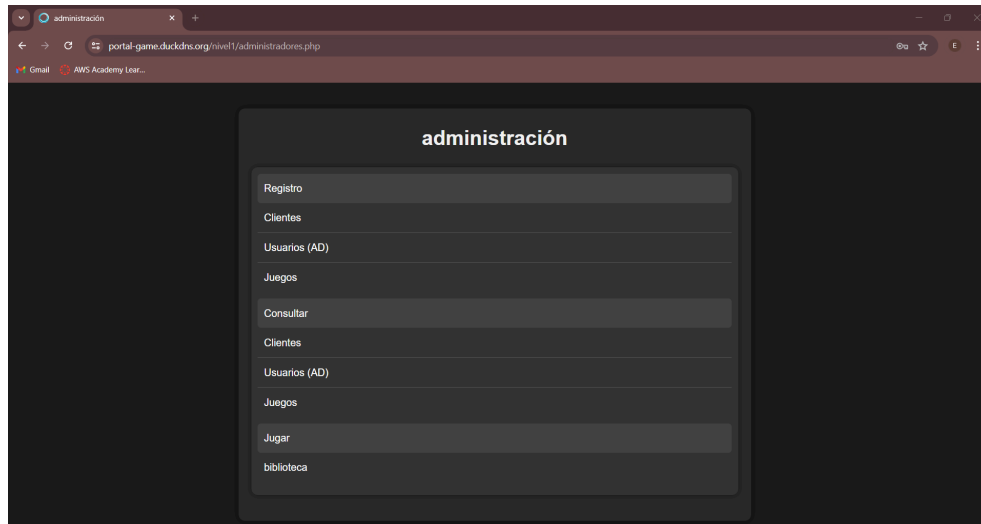 administración
portal-game.duckdns.org/nivel1/administradores.php
E
Gmail
AWS Academy Lear...
administración
Registro
Clientes
Usuarios (AD)
Juegos
Consultar
Clientes
Usuarios (AD)
Juegos
Jugar
biblioteca